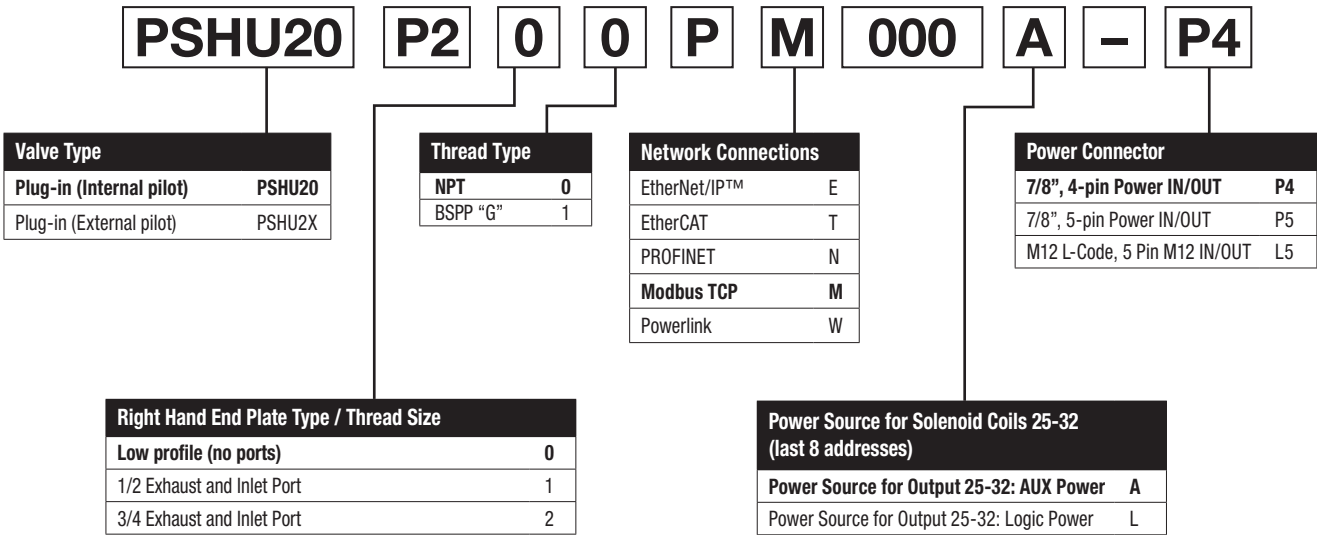 PSHU20 P2 0 0 P M 000 A – P4
Valve Type
Plug-in (Internal pilot) PSHU20
Plug-in (External pilot) PSHU2X
Thread Type
NPT 0
BSPP “G” 1
Network Connections
EtherNet/IP™ E
EtherCAT T
PROFINET N
Modbus TCP M
Powerlink W
Power Connector
7/8”, 4-pin Power IN/OUT P4
7/8”, 5-pin Power IN/OUT P5
M12 L-Code, 5 Pin M12 IN/OUT L5
Right Hand End Plate Type / Thread Size
Low profile (no ports) 0
1/2 Exhaust and Inlet Port 1
3/4 Exhaust and Inlet Port 2
Power Source for Solenoid Coils 25-32
(last 8 addresses)
Power Source for Output 25-32: AUX Power A
Power Source for Output 25-32: Logic Power L